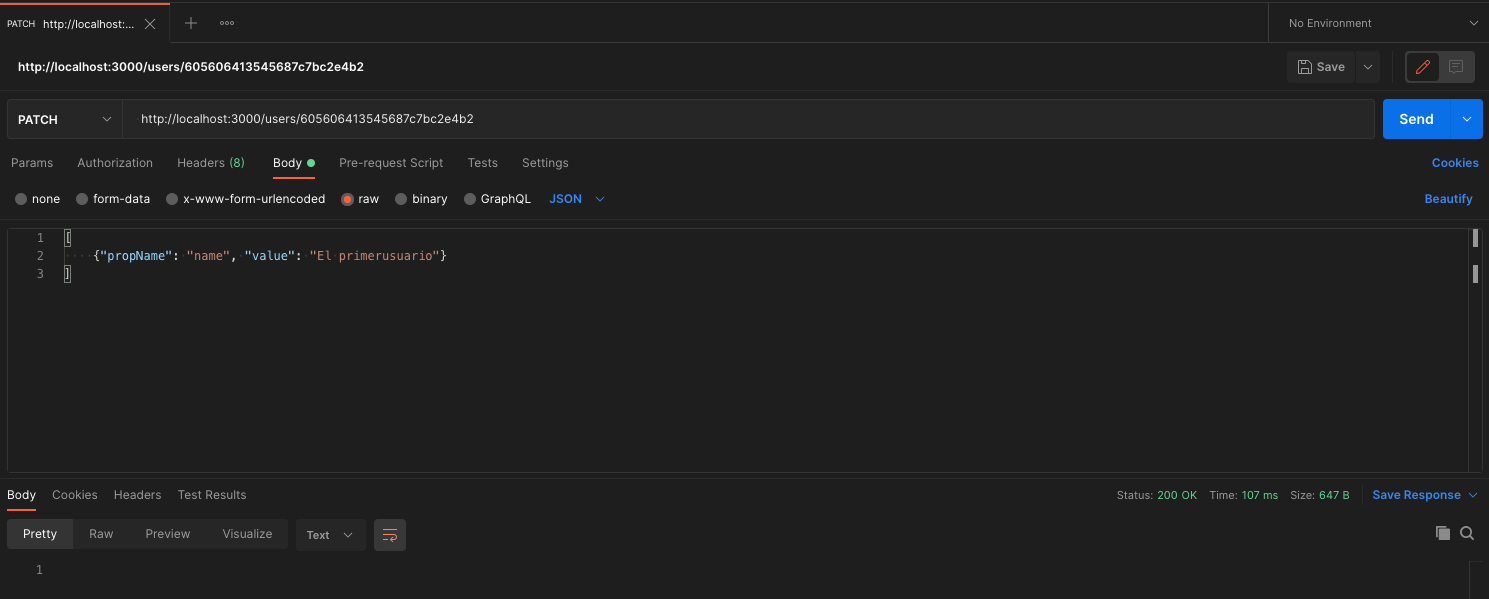 PATCH http://localhost:... No Environment
http://localhost:3000/users/605606413545687c7bc2e4b2 Save
PATCH http://localhost:3000/users/605606413545687c7bc2e4b2 Send
Params Authorization Headers (8) Body Pre-request Script Tests Settings Cookies
none form-data x-www-form-urlencoded raw binary GraphQL JSON Beautify
1 [
2 {"propName": "name", "value": "El primerusuario"}
3 ]
Body Cookies Headers Test Results Status: 200 OK Time: 107 ms Size: 647 B Save Response
Pretty Raw Preview Visualize Text
1